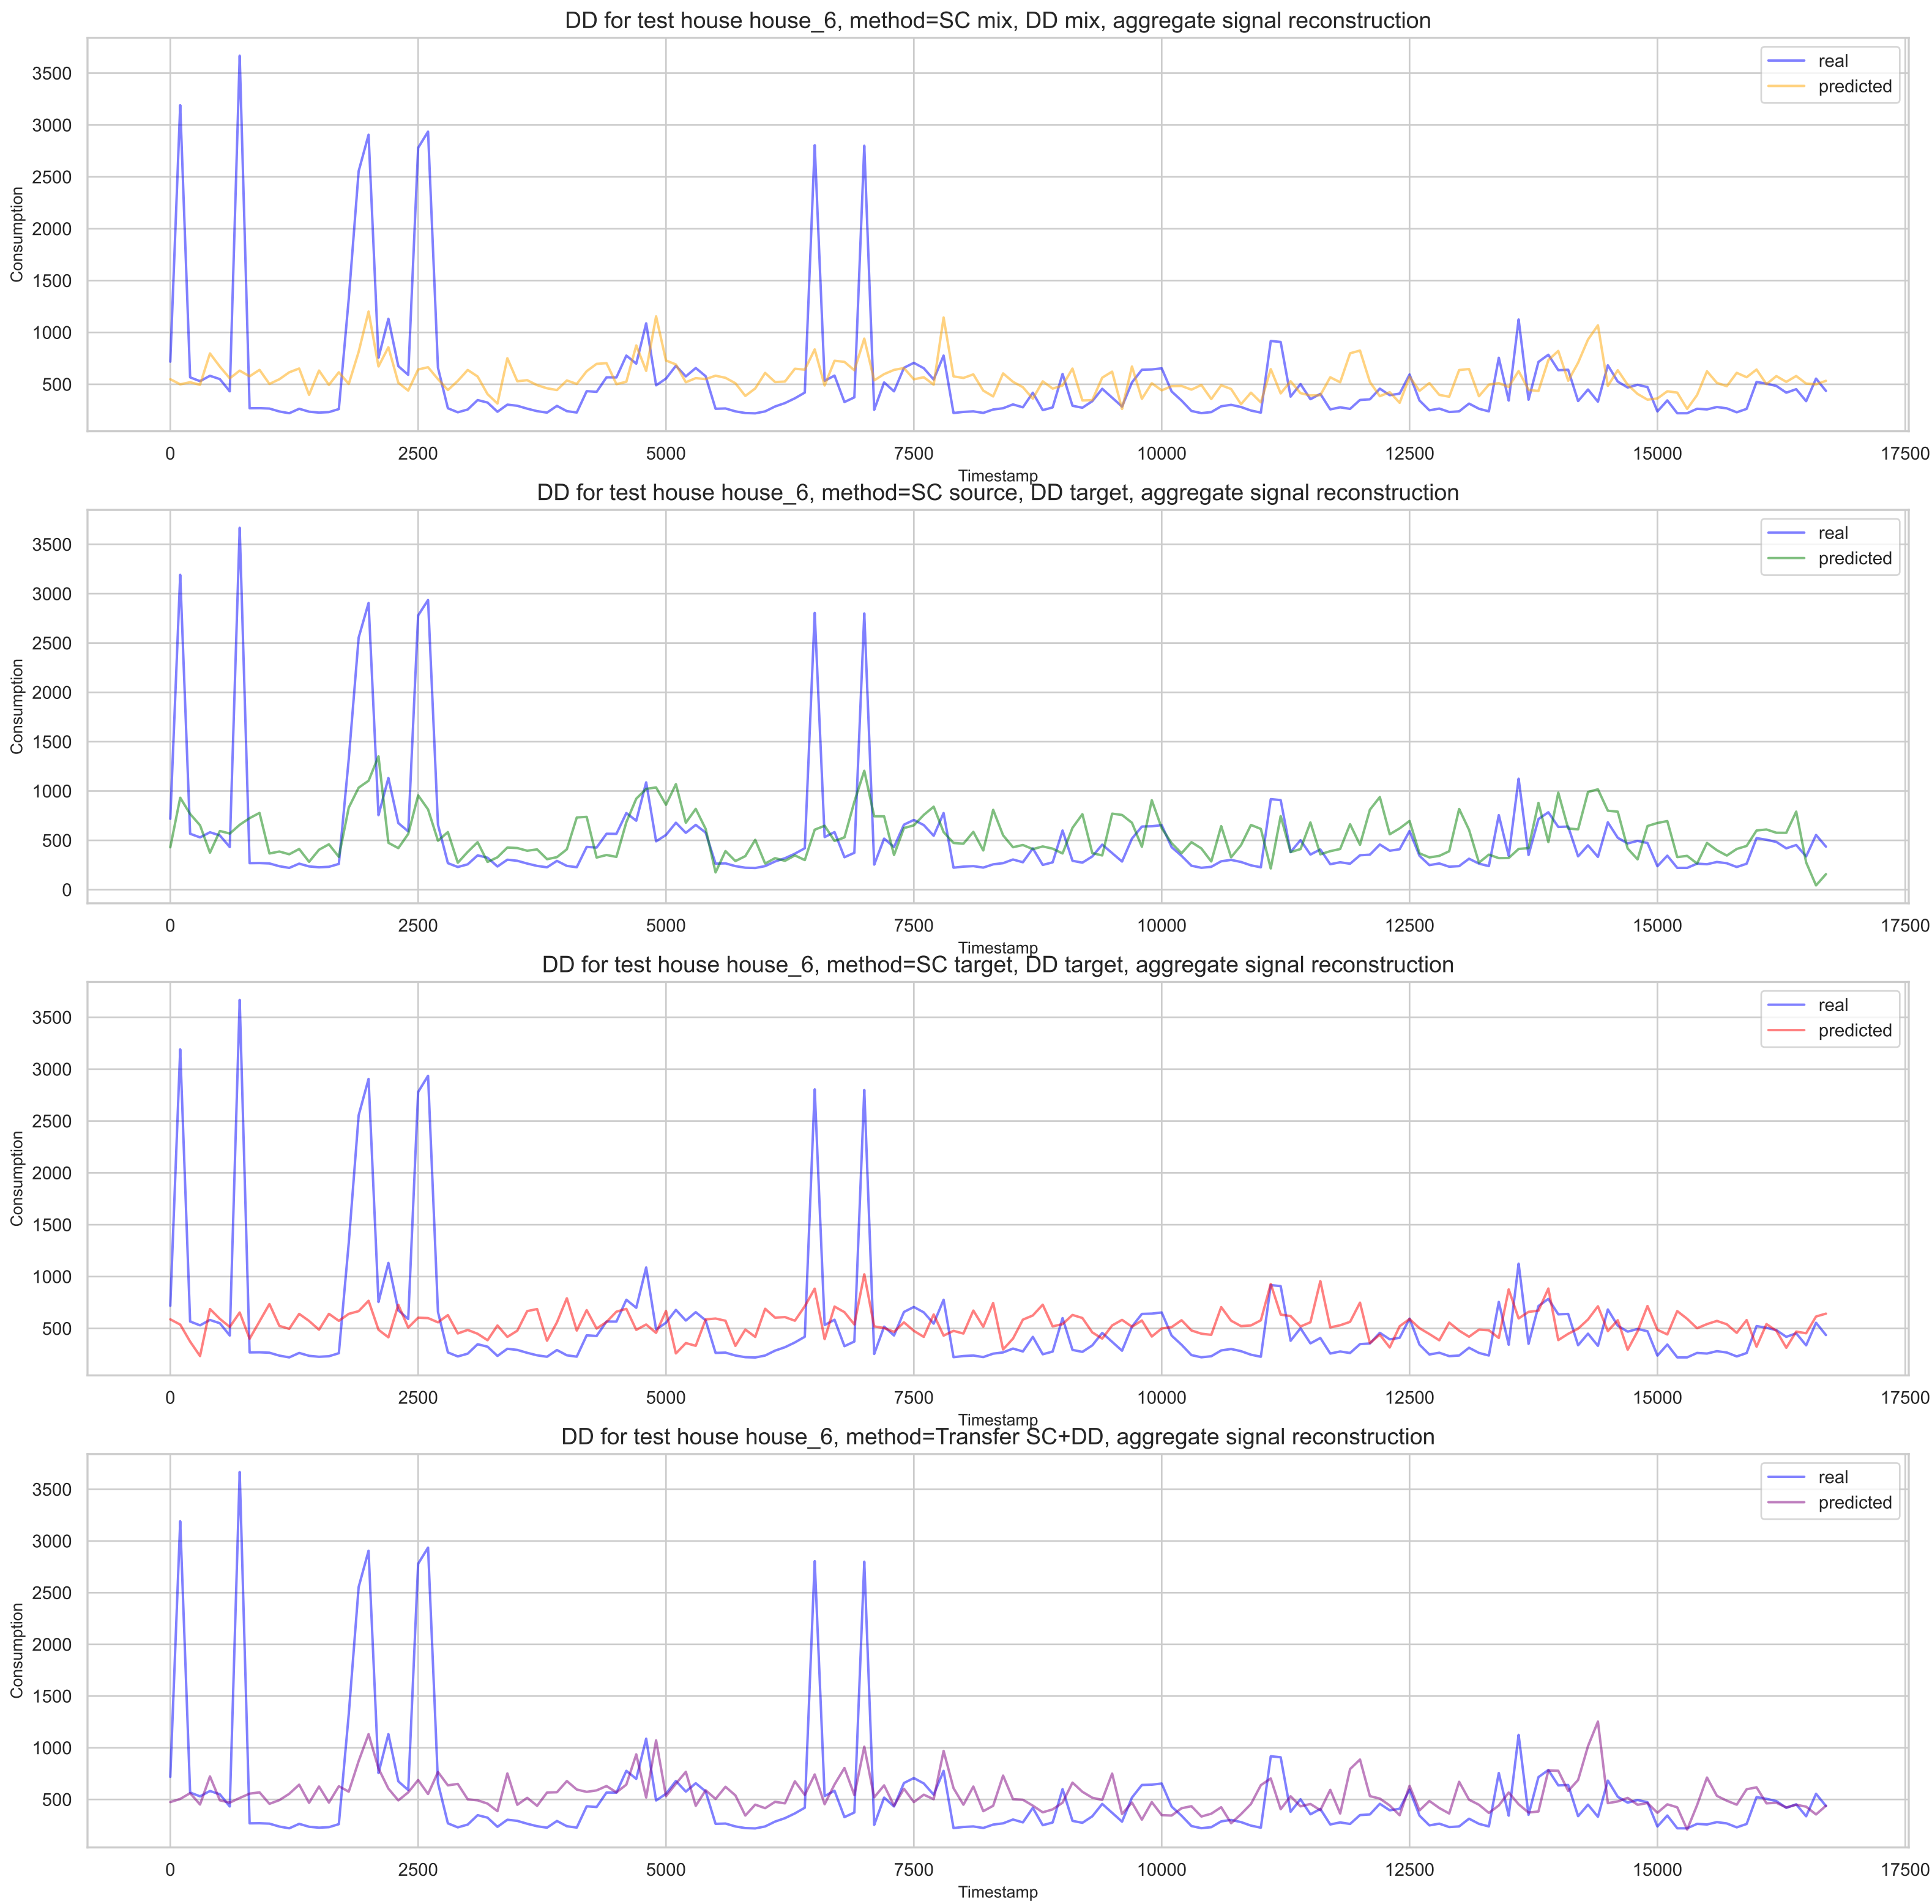 DD for test house house_6, method=SC mix, DD mix, aggregate signal reconstruction
real
predicted
3500
3000
2500
2000
1500
1000
500
Consumption
0 2500 5000 7500 10000 12500 15000 17500
Timestamp
DD for test house house_6, method=SC source, DD target, aggregate signal reconstruction
real
predicted
3500
3000
2500
2000
1500
1000
500
0
Consumption
0 2500 5000 7500 10000 12500 15000 17500
Timestamp
DD for test house house_6, method=SC target, DD target, aggregate signal reconstruction
real
predicted
3500
3000
2500
2000
1500
1000
500
Consumption
0 2500 5000 7500 10000 12500 15000 17500
Timestamp
DD for test house house_6, method=Transfer SC+DD, aggregate signal reconstruction
real
predicted
3500
3000
2500
2000
1500
1000
500
Consumption
0 2500 5000 7500 10000 12500 15000 17500
Timestamp